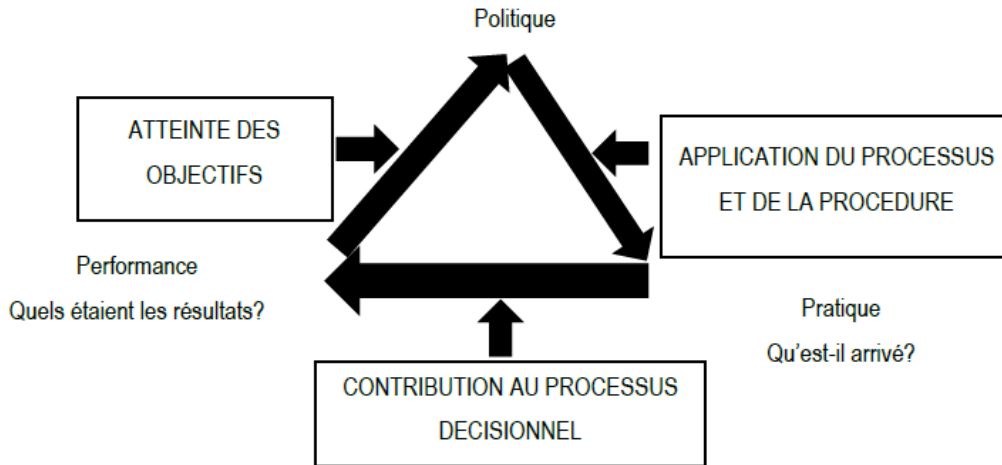 Politique
ATTEINTE DES
OBJECTIFS
APPLICATION DU PROCESSUS
ET DE LA PROCEDURE
Performance
Quels étaient les résultats?
Pratique
Qu'est-il arrivé?
CONTRIBUTION AU PROCESSUS
DECISIONNEL